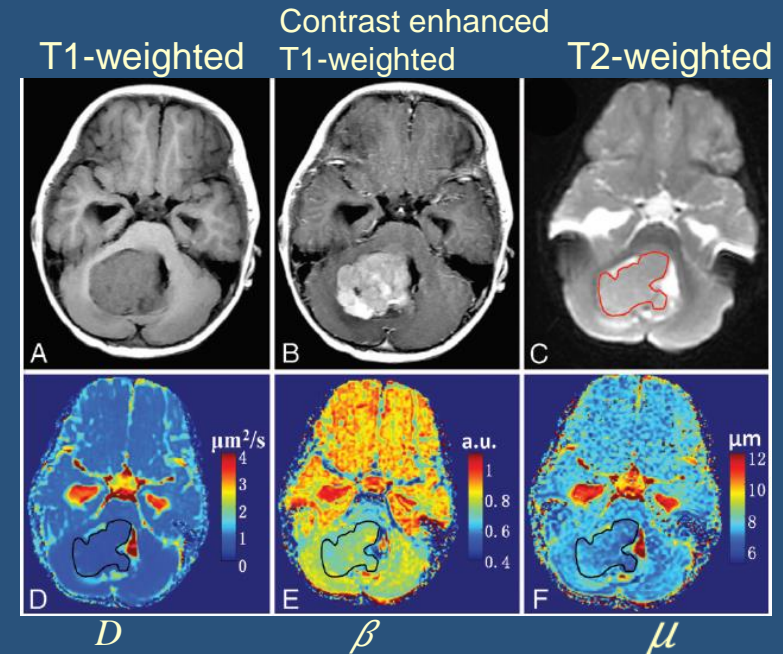 T1-weighted
Contrast enhanced
T1-weighted
T2-weighted
A
B
C
μm²/s
4
3
2
1
0
D
a.u.
1
0.8
0.6
0.4
E
μm
12
10
8
6
F
D
β
μ